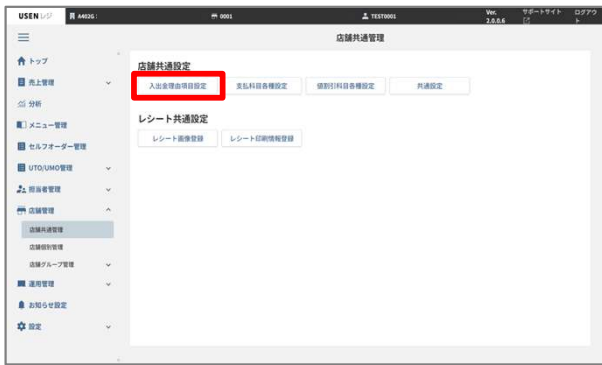 USEN レジ A402G : 0001 TEST0001 Ver. 2.0.0.6 サポートサイト ログアウト
店舗共通管理
トップ
売上管理
分析
メニュー管理
セルフオーダー管理
UTO/UMO管理
担当者管理
店舗管理
店舗共通管理
店舗個別管理
店舗グループ管理
運用管理
お知らせ設定
設定
店舗共通設定
入出金理由項目設定 支払科目各種設定 値割引科目各種設定 共通設定
レシート共通設定
レシート画像登録 レシート印刷情報登録